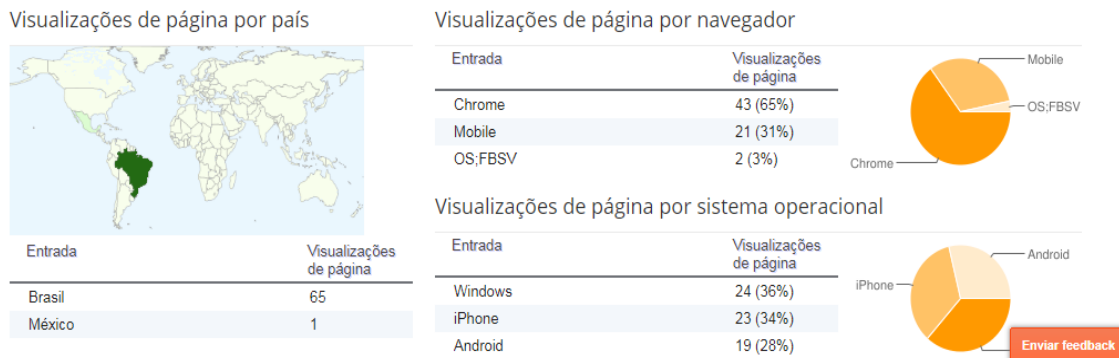 Visualizações de página por país
Entrada Visualizações
de página
Brasil 65
México 1
Visualizações de página por navegador
Entrada Visualizações
de página
Chrome 43 (65%)
Mobile 21 (31%)
OS;FBSV 2 (3%)
Mobile
OS;FBSV
Chrome
Visualizações de página por sistema operacional
Entrada Visualizações
de página
Windows 24 (36%)
iPhone 23 (34%)
Android 19 (28%)
Android
iPhone
Enviar feedback